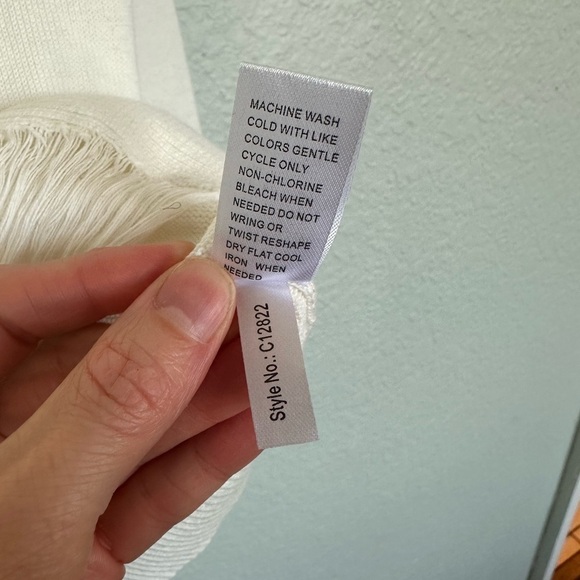 MACHINE WASH
COLD WITH LIKE
COLORS GENTLE
CYCLE ONLY
NON-CHLORINE
BLEACH WHEN
NEEDED DO NOT
WRING OR
TWIST RESHAPE
DRY FLAT COOL
IRON WHEN
NEEDED
Style No.: C12822